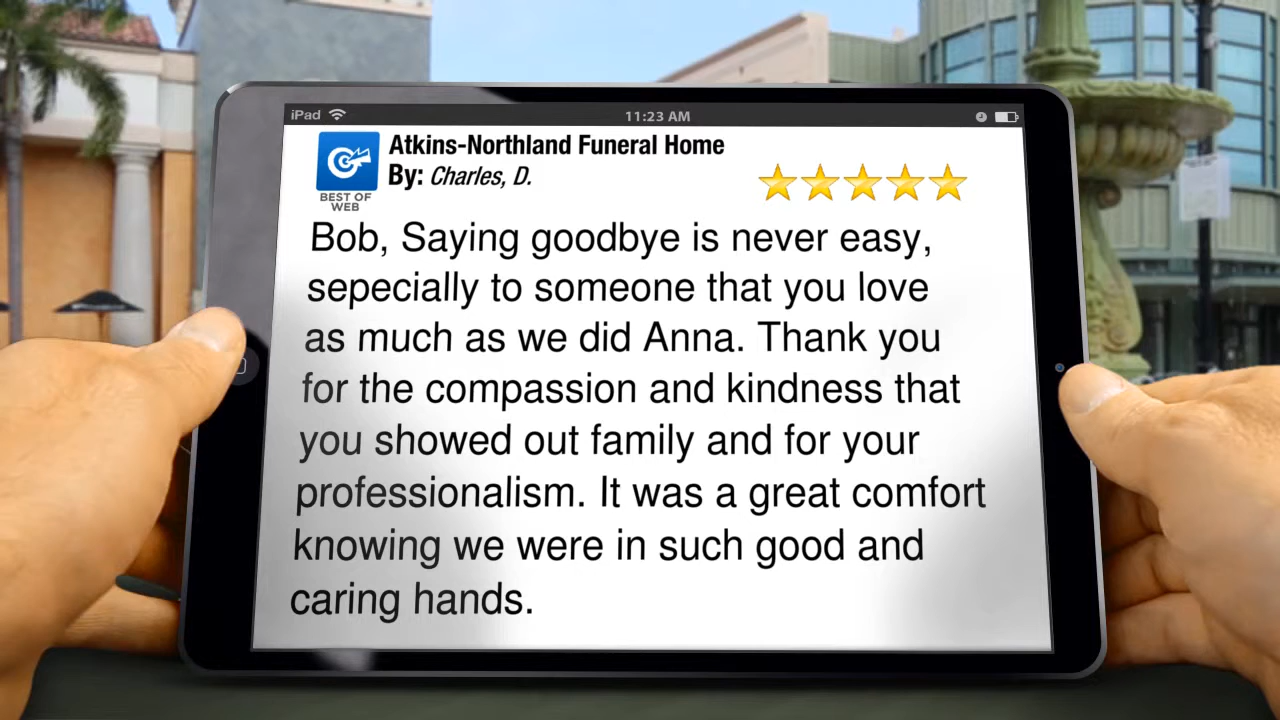 iPad 11:23 AM
Atkins-Northland Funeral Home
By: Charles, D.
BEST OF
WEB
Bob, Saying goodbye is never easy,
sepecially to someone that you love
as much as we did Anna. Thank you
for the compassion and kindness that
you showed out family and for your
professionalism. It was a great comfort
knowing we were in such good and
caring hands.